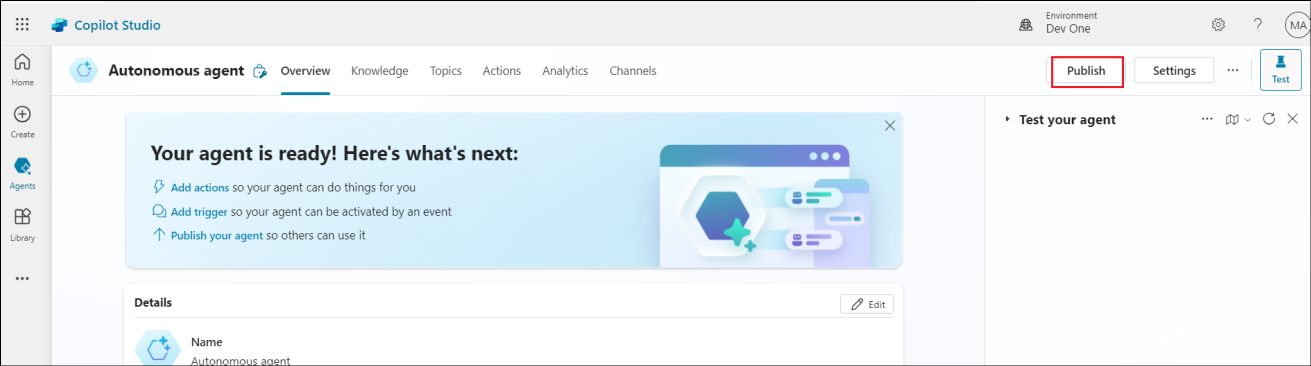 Copilot Studio
Environment
Dev One
MA
Home
Create
Agents
Library
Autonomous agent
Overview
Knowledge
Topics
Actions
Analytics
Channels
Publish
Settings
Test
Your agent is ready! Here's what's next:
Add actions so your agent can do things for you
Add trigger so your agent can be activated by an event
Publish your agent so others can use it
Details
Edit
Name
Autonomous agent
Test your agent